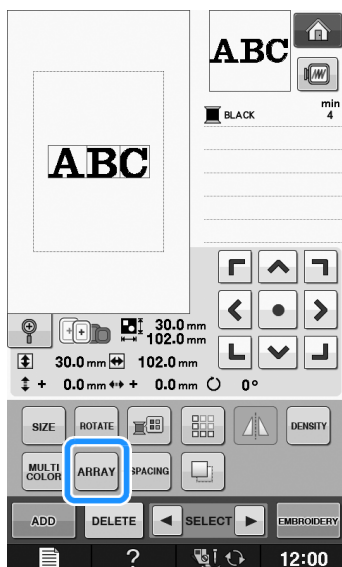 ABC
min
BLACK 4
ABC
30.0 mm
102.0 mm
30.0 mm 102.0 mm
+ 0.0 mm + 0.0 mm 0°
SIZE ROTATE DENSITY
MULTI COLOR ARRAY SPACING
ADD DELETE SELECT EMBROIDERY
? 12:00